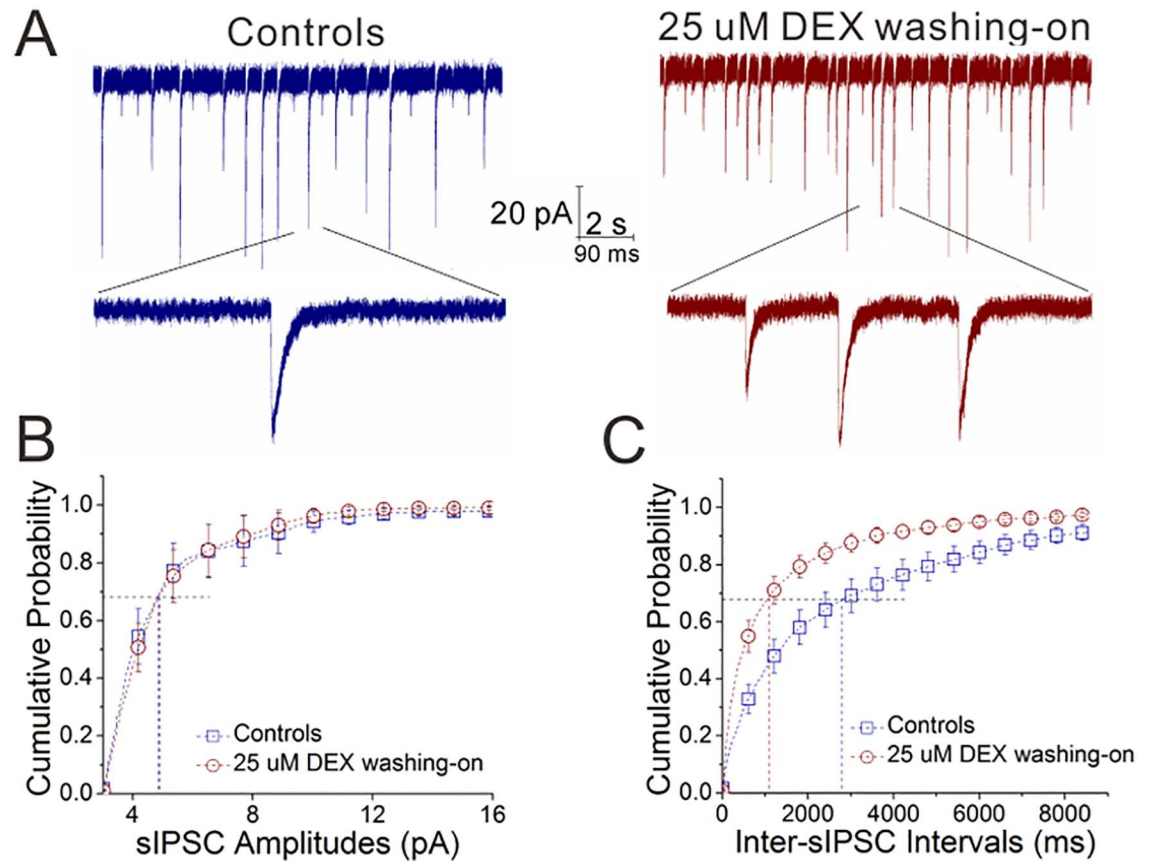 A
Controls
25 uM DEX washing-on
20 pA
2 s
90 ms
B
Cumulative Probability
1.0
0.8
0.6
0.4
0.2
0.0
4
8
12
16
sIPSC Amplitudes (pA)
Controls
25 uM DEX washing-on
C
Cumulative Probability
1.0
0.8
0.6
0.4
0.2
0.0
0
2000
4000
6000
8000
Inter-sIPSC Intervals (ms)
Controls
25 uM DEX washing-on